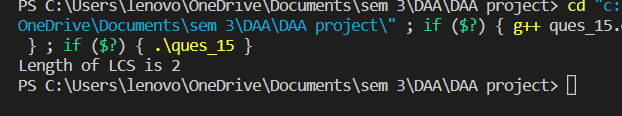 PS C:\Users\lenovo\OneDrive\Documents\sem 3\DAA\DAA project> cd "c:
OneDrive\Documents\sem 3\DAA\DAA project\" ; if ($?) { g++ ques_15.
 } ; if ($?) { .\ques_15 }
Length of LCS is 2
PS C:\Users\lenovo\OneDrive\Documents\sem 3\DAA\DAA project>